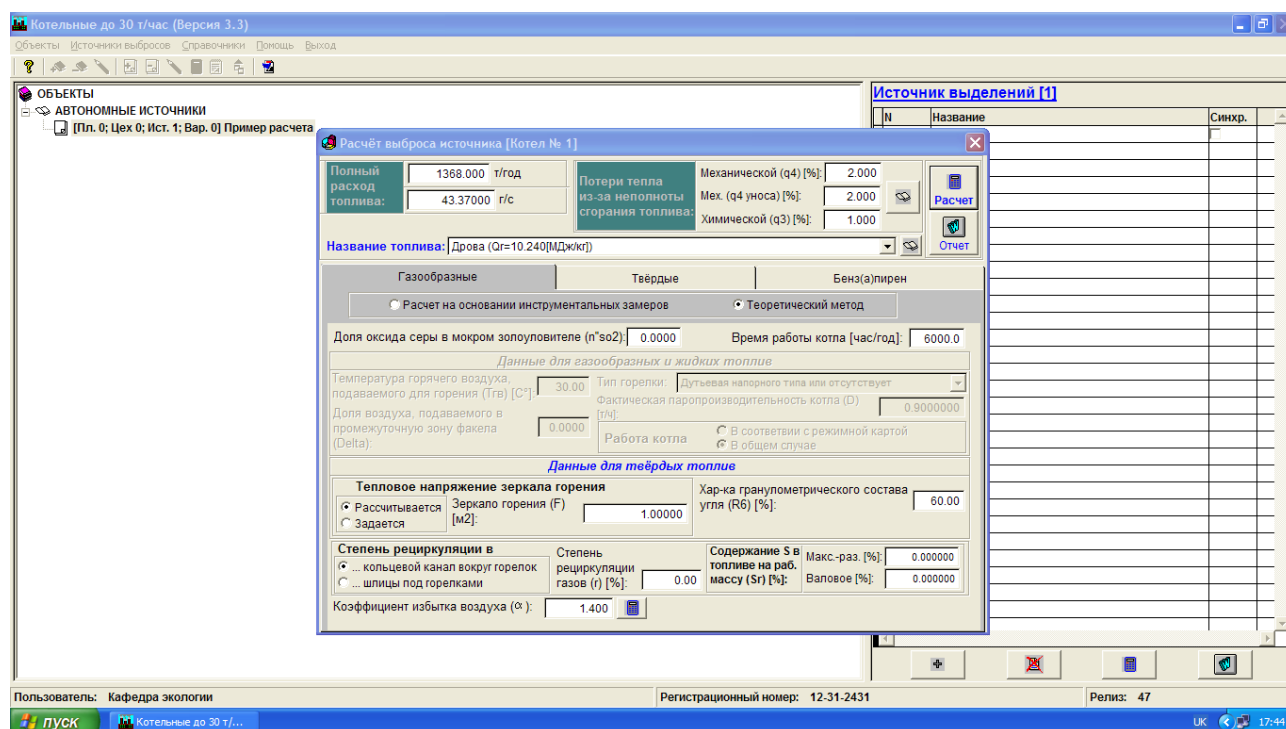 Котельные до 30 т/час (Версия 3.3)
Объекты Источники выбросов Справочники Помощь Выход
ОБЪЕКТЫ
АВТОНОМНЫЕ ИСТОЧНИКИ
[Пл. 0; Цех 0; Ист. 1; Вар. 0] Пример расчета
Источник выделений [1]
N Название Синхр.
Расчёт выброса источника [Котел № 1]
Полный расход топлива:
1368.000 т/год
43.37000 г/с
Потери тепла из-за неполноты сгорания топлива:
Механической (q4) [%]: 2.000
Мех. (q4 уноса) [%]: 2.000
Химической (q3) [%]: 1.000
Расчет
Отчет
Название топлива: Дрова (Qr=10.240[МДж/кг])
Газообразные Твёрдые Бенз(а)пирен
Расчет на основании инструментальных замеров Теоретический метод
Доля оксида серы в мокром золоуловителе (n"so2): 0.0000 Время работы котла [час/год]: 6000.0
Данные для газообразных и жидких топлив
Температура горячего воздуха,
подаваемого для горения (Tгв) [C°]: 30.00
Тип горелки: Дутьевая напорного типа или отсутствует
Фактическая паропроизводительность котла (D)
[т/ч]: 0.9000000
Доля воздуха, подаваемого в
промежуточную зону факела
(Delta): 0.0000
Работа котла
В соответвии с режимной картой
В общем случае
Данные для твёрдых топлив
Тепловое напряжение зеркала горения
Рассчитывается
Задается
Зеркало горения (F)
[м2]: 1.00000
Хар-ка гранулометрического состава
угля (R6) [%]: 60.00
Степень рециркуляции в
... кольцевой канал вокруг горелок
... шлицы под горелками
Степень
рециркуляции
газов (r) [%]: 0.00
Содержание S в
топливе на раб.
массу (Sr) [%]:
Макс.-раз. [%]: 0.000000
Валовое [%]: 0.000000
Коэффициент избытка воздуха (α): 1.400
Пользователь: Кафедра экологии Регистрационный номер: 12-31-2431 Релиз: 47
пуск Котельные до 30 т/... UK 17:44